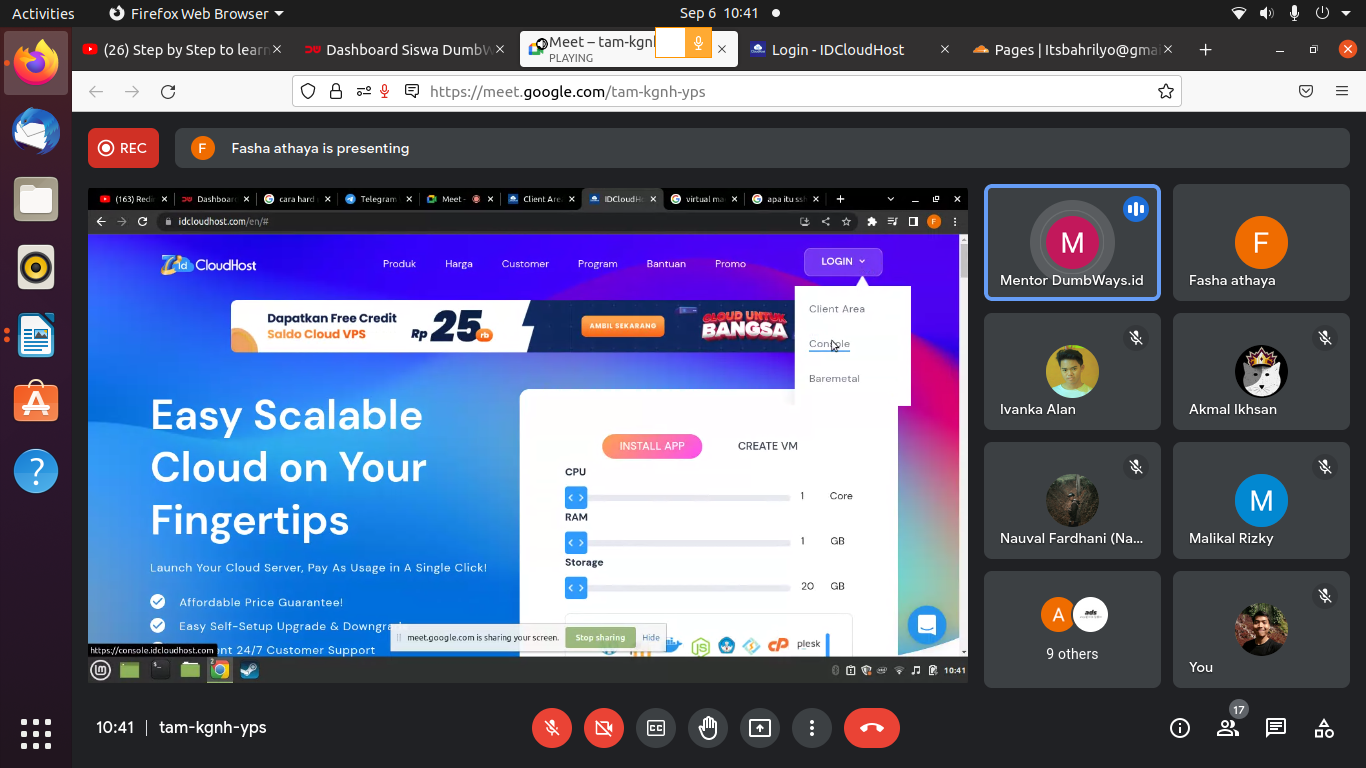 Activities
Firefox Web Browser
Sep 6 10:41
(26) Step by Step to learn
Dashboard Siswa DumbW
Meet – tam-kgnh
PLAYING
Login - IDCloudHost
Pages | Itsbahrilyo@gma
https://meet.google.com/tam-kgnh-yps
REC
F
Fasha athaya is presenting
(163) Redi
Dashboar
cara hard
Telegram
Meet -
Client Are
IDCloudH
virtual ma
apa itu ss
idcloudhost.com/en/#
F
id CloudHost
Produk
Harga
Customer
Program
Bantuan
Promo
LOGIN
Client Area
Console
Baremetal
Dapatkan Free Credit
Saldo Cloud VPS
Rp 25 rb
AMBIL SEKARANG
CLOUD UNTUK
BANGSA
Easy Scalable
Cloud on Your
Fingertips
Launch Your Cloud Server, Pay As Usage in A Single Click!
Affordable Price Guarantee!
Easy Self-Setup Upgrade & Downgrad
nt 24/7 Customer Support
INSTALL APP
CREATE VM
CPU
1 Core
RAM
1 GB
Storage
20 GB
cP
plesk
meet.google.com is sharing your screen.
Stop sharing
Hide
https://console.idcloudhost.com
10:41
M
Mentor DumbWays.id
F
Fasha athaya
Ivanka Alan
Akmal Ikhsan
Nauval Fardhani (Na...
M
Malikal Rizky
A
ads
9 others
You
10:41 | tam-kgnh-yps
CC
17